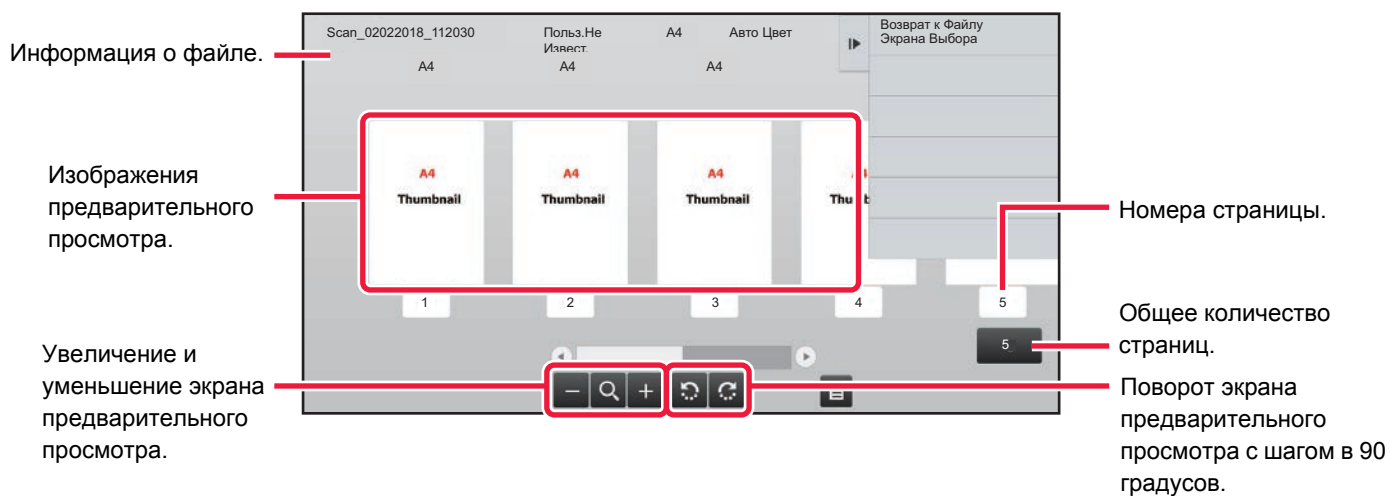 Информация о файле.
Scan_02022018_112030 Польз.Не Извест. A4 Авто Цвет
Возврат к Файлу
Экрана Выбора
A4 A4 A4
Изображения
предварительного
просмотра.
A4 A4 A4
Thumbnail Thumbnail Thumbnail
1 2 3 4 5
Номера страницы.
5
Общее количество
страниц.
Увеличение и
уменьшение экрана
предварительного
просмотра.
Поворот экрана
предварительного
просмотра с шагом в 90
градусов.